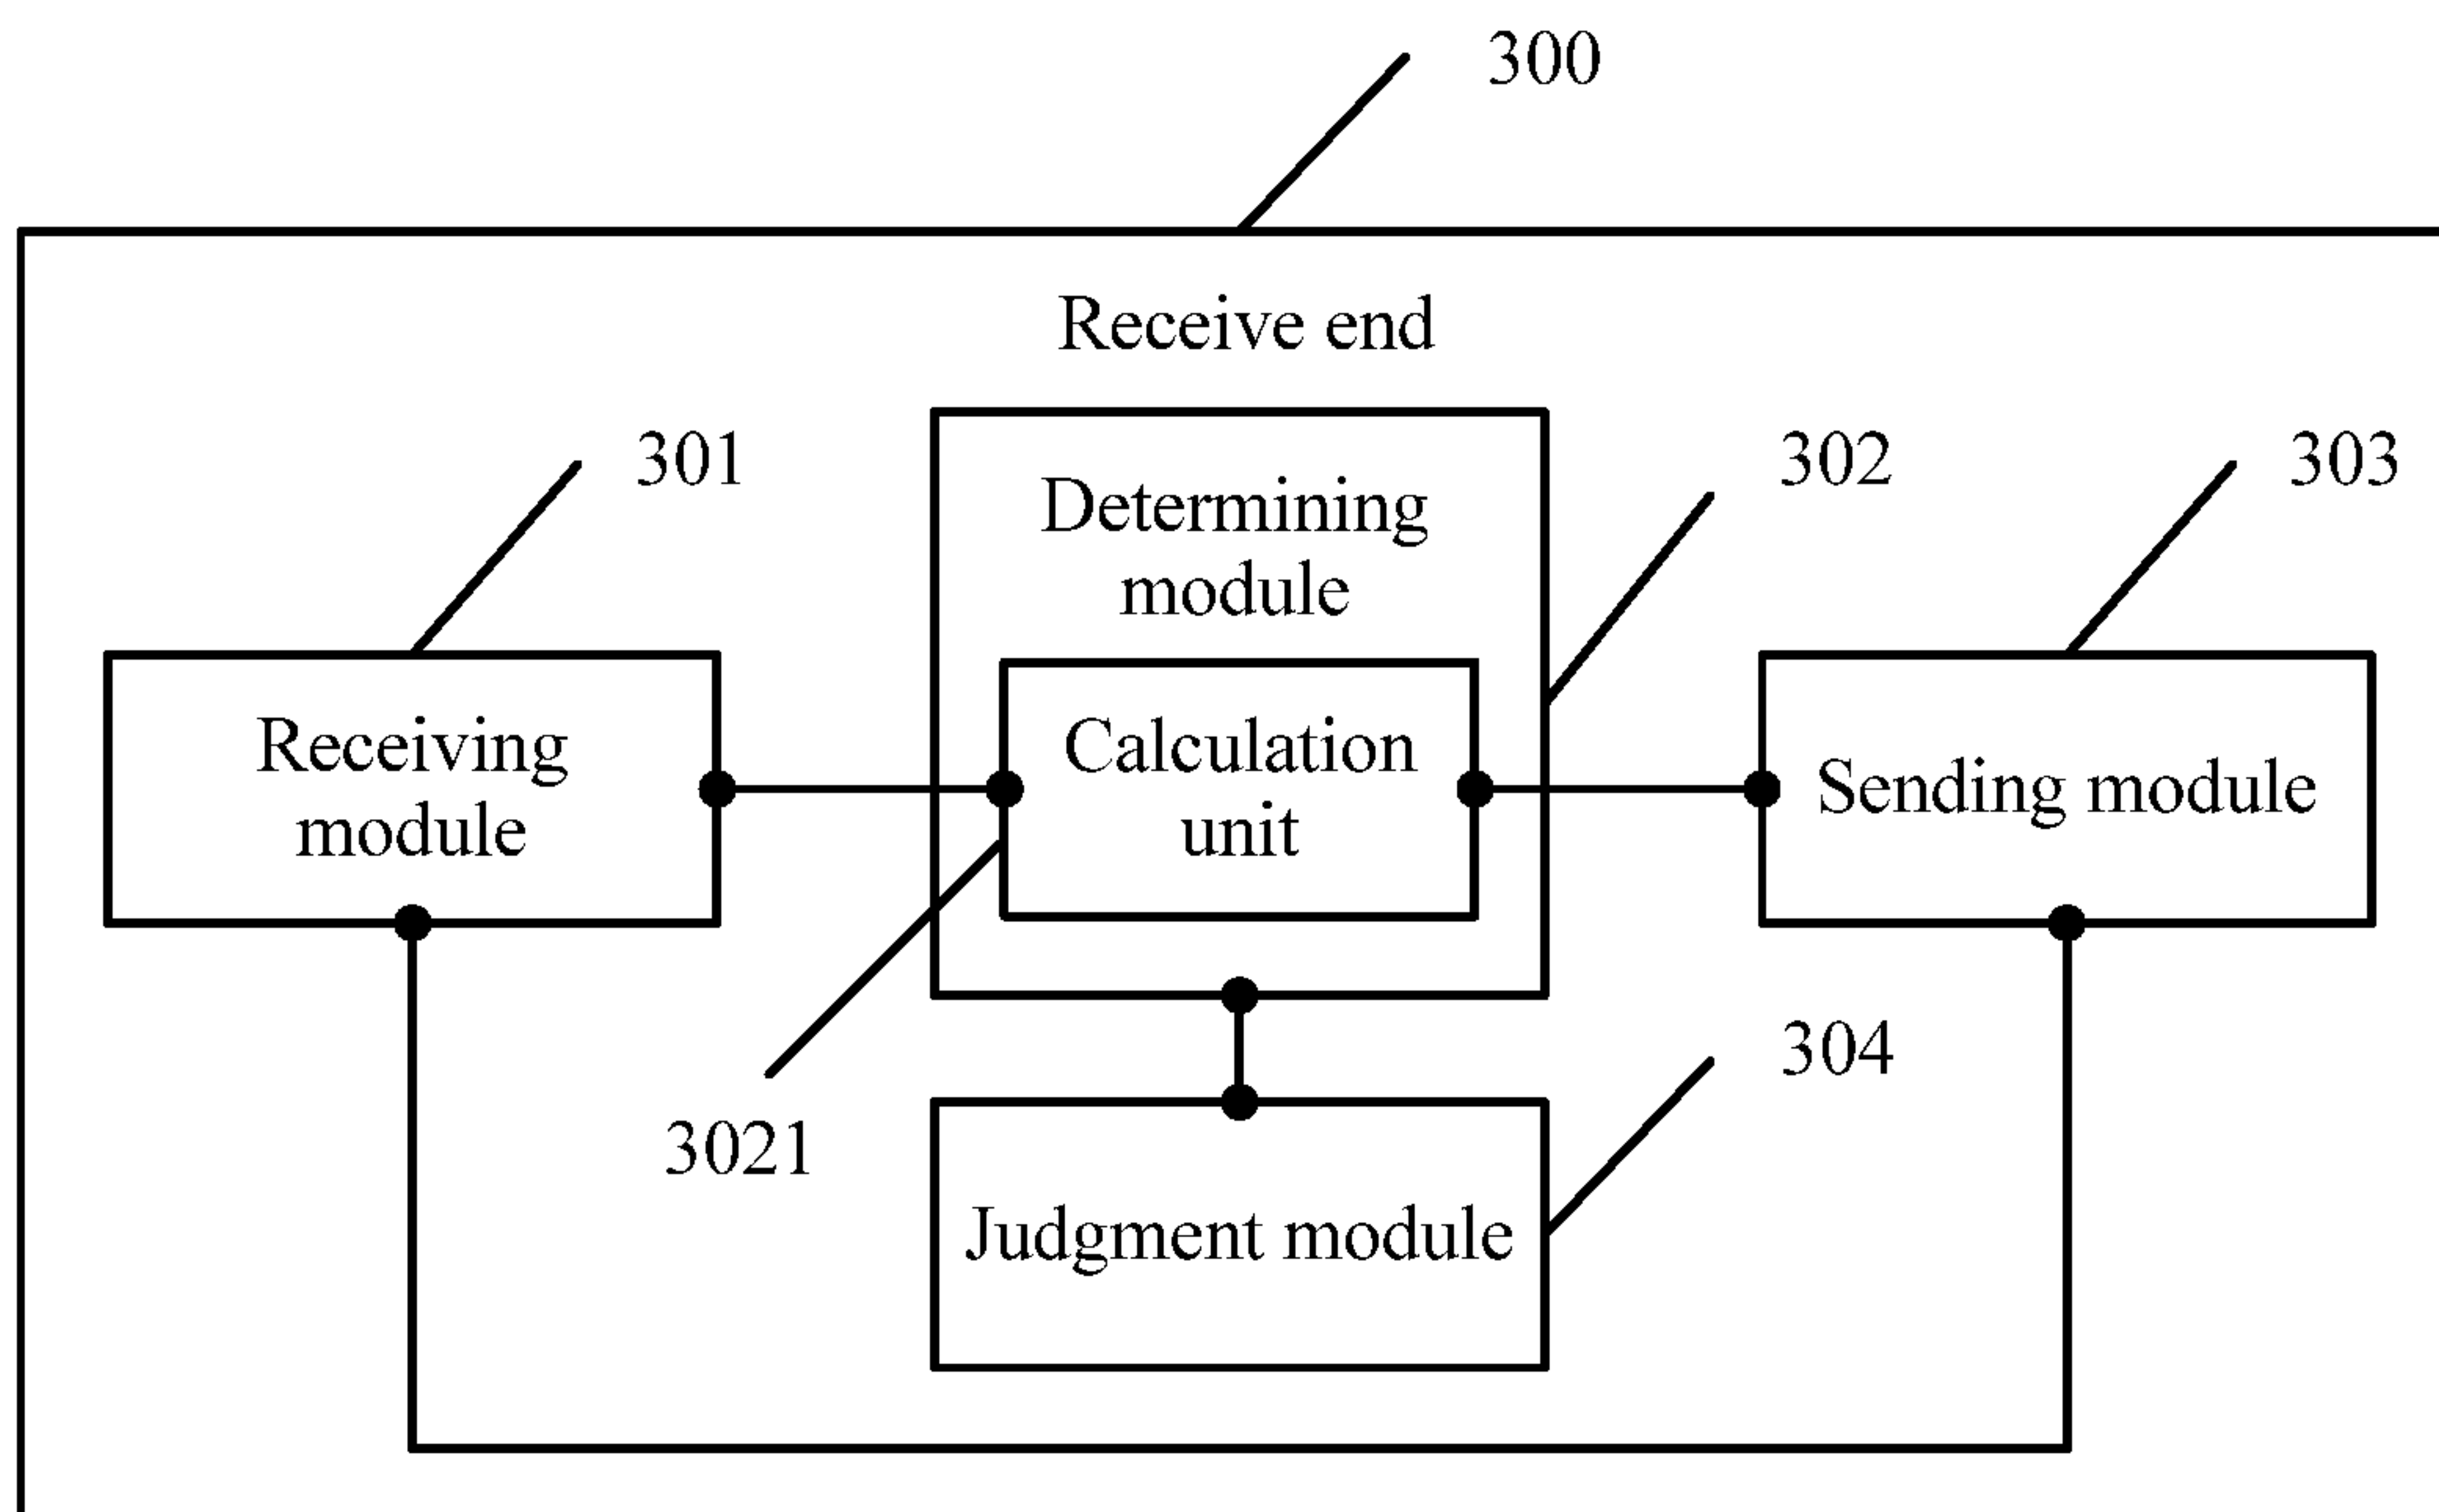 300
Receive end
301
302
303
Determining
module
Receiving
module
Calculation
unit
Sending module
3021
304
Judgment module